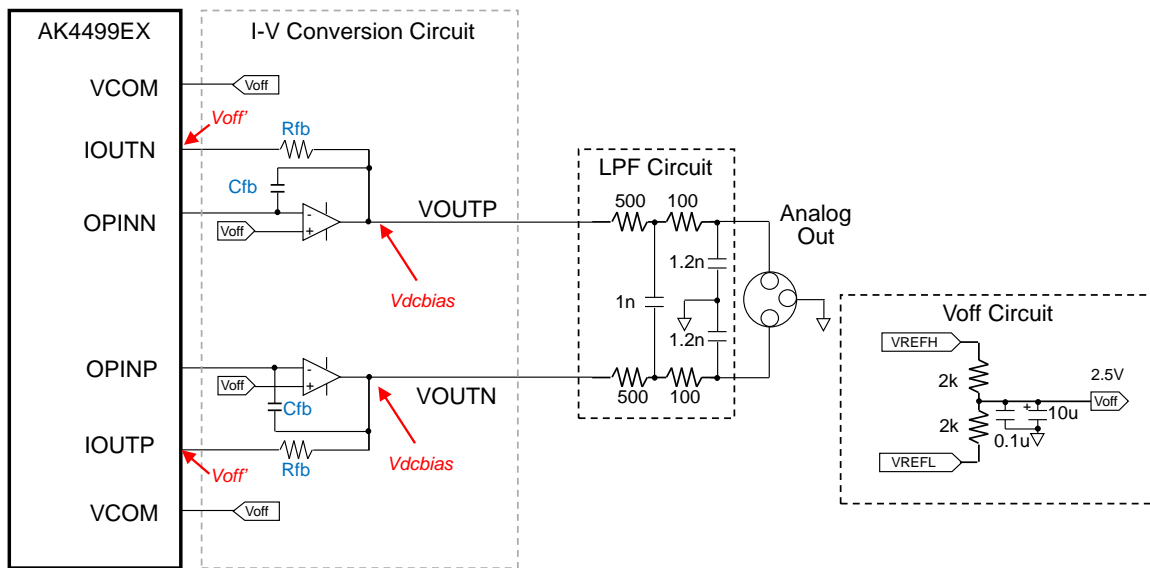 AK4499EX
I-V Conversion Circuit
VCOM
Voff
Voff'
Rfb
IOUTN
Cfb
OPINN
Voff
-
+
VOUTP
Vdcbias
LPF Circuit
500
100
1.2n
1n
1.2n
500
100
Analog
Out
OPINP
Voff
-
+
Cfb
VOUTN
IOUTP
Voff'
Rfb
Vdcbias
VCOM
Voff
Voff Circuit
VREFH
2k
2.5V
Voff
+
10u
2k
0.1u
VREFL